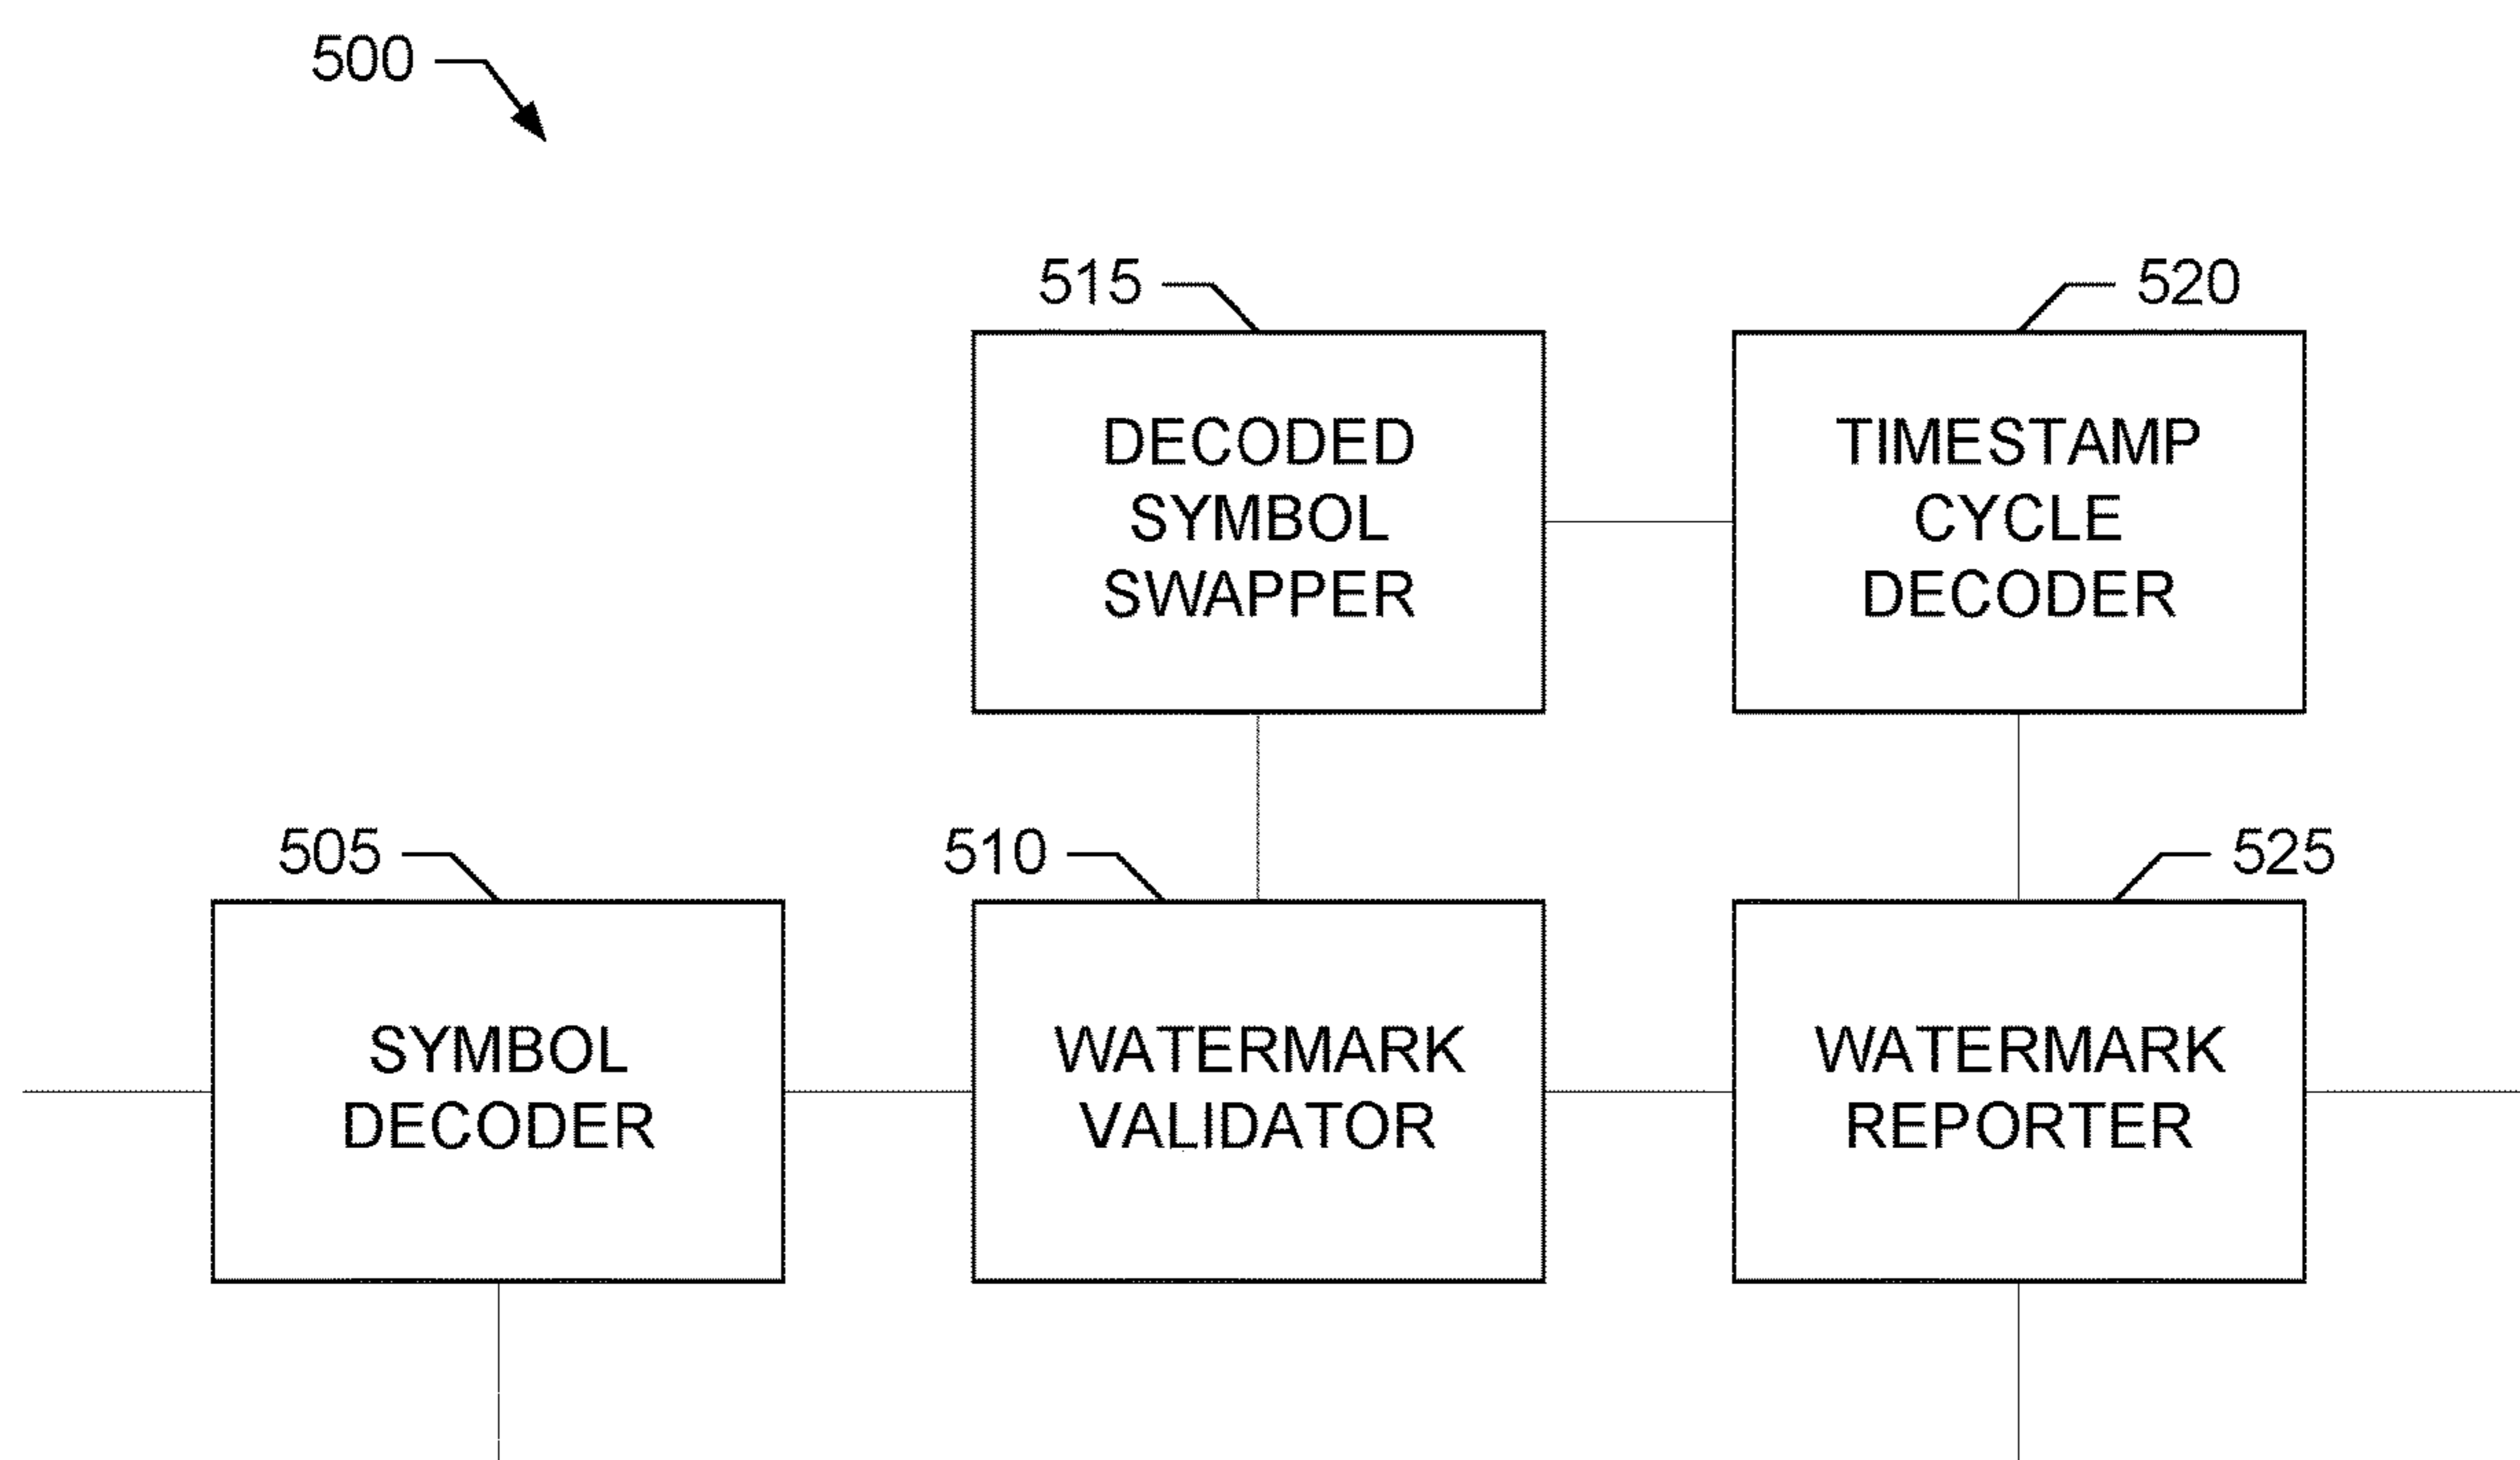 500
515
520
DECODED
SYMBOL
SWAPPER
TIMESTAMP
CYCLE
DECODER
505
510
525
SYMBOL
DECODER
WATERMARK
VALIDATOR
WATERMARK
REPORTER